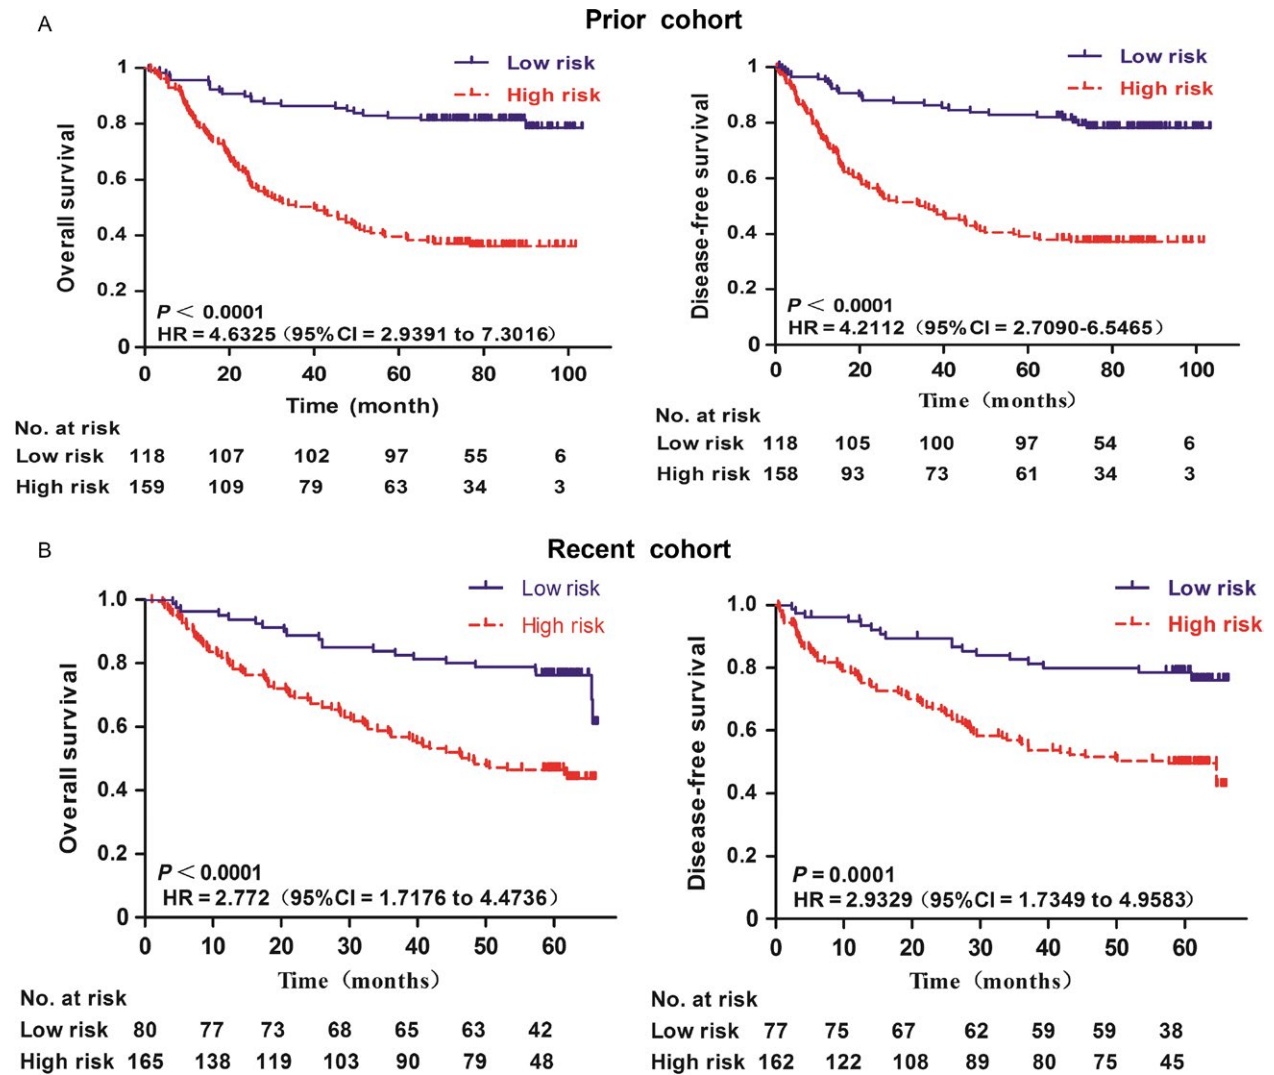 A
Prior cohort
Low risk
High risk
Overall survival
1
0.8
0.6
0.4
0.2
0
P < 0.0001
HR = 4.6325 (95%CI = 2.9391 to 7.3016)
0 20 40 60 80 100
Time (month)
No. at risk
Low risk 118 107 102 97 55 6
High risk 159 109 79 63 34 3
Low risk
High risk
Disease-free survival
1
0.8
0.6
0.4
0.2
0
P < 0.0001
HR = 4.2112 (95%CI = 2.7090-6.5465)
0 20 40 60 80 100
Time (months)
No. at risk
Low risk 118 105 100 97 54 6
High risk 158 93 73 61 34 3
B
Recent cohort
Low risk
High risk
Overall survival
1.0
0.8
0.6
0.4
0.2
0
P < 0.0001
HR = 2.772 (95%CI = 1.7176 to 4.4736)
0 10 20 30 40 50 60
Time (months)
No. at risk
Low risk 80 77 73 68 65 63 42
High risk 165 138 119 103 90 79 48
Low risk
High risk
Disease-free survival
1.0
0.8
0.6
0.4
0.2
0
P = 0.0001
HR = 2.9329 (95%CI = 1.7349 to 4.9583)
0 10 20 30 40 50 60
Time (months)
No. at risk
Low risk 77 75 67 62 59 59 38
High risk 162 122 108 89 80 75 45